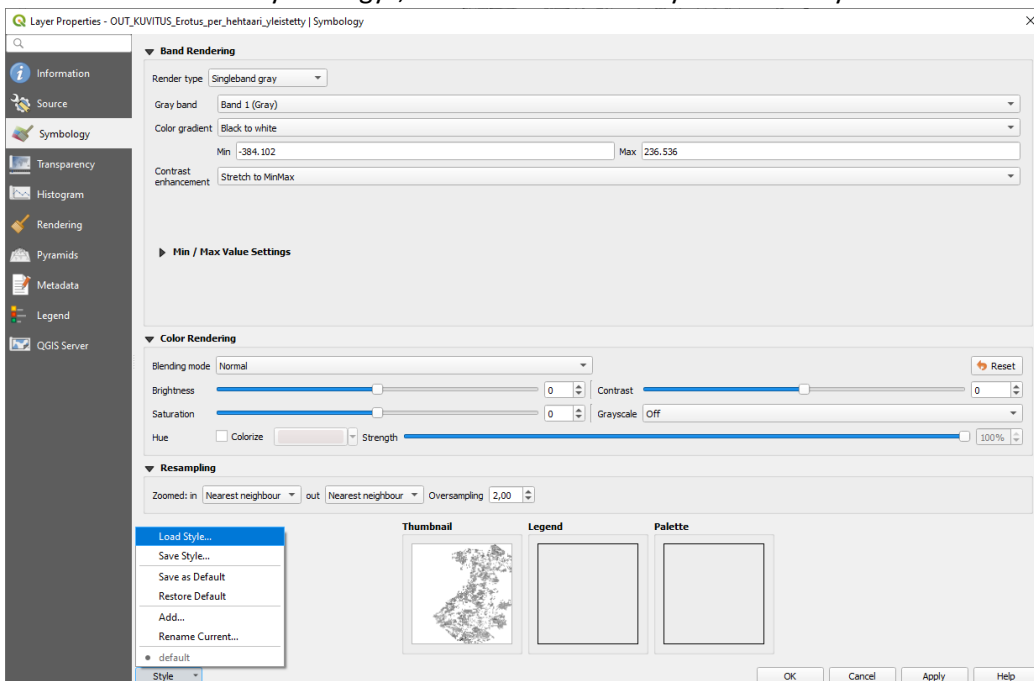 Layer Properties - OUT_KUVITUS_Erotus_per_hehtaari_yleistetty | Symbology
Information
Source
Symbology
Transparency
Histogram
Rendering
Pyramids
Metadata
Legend
QGIS Server
Band Rendering
Render type Singleband gray
Gray band Band 1 (Gray)
Color gradient Black to white
Min -384.102 Max 236.536
Contrast enhancement Stretch to MinMax
Min / Max Value Settings
Color Rendering
Blending mode Normal Reset
Brightness 0 Contrast 0
Saturation 0 Grayscale Off
Hue Colorize Strength 100%
Resampling
Zoomed: in Nearest neighbour out Nearest neighbour Oversampling 2,00
Thumbnail Legend Palette
Load Style...
Save Style...
Save as Default
Restore Default
Add...
Rename Current...
default
Style OK Cancel Apply Help